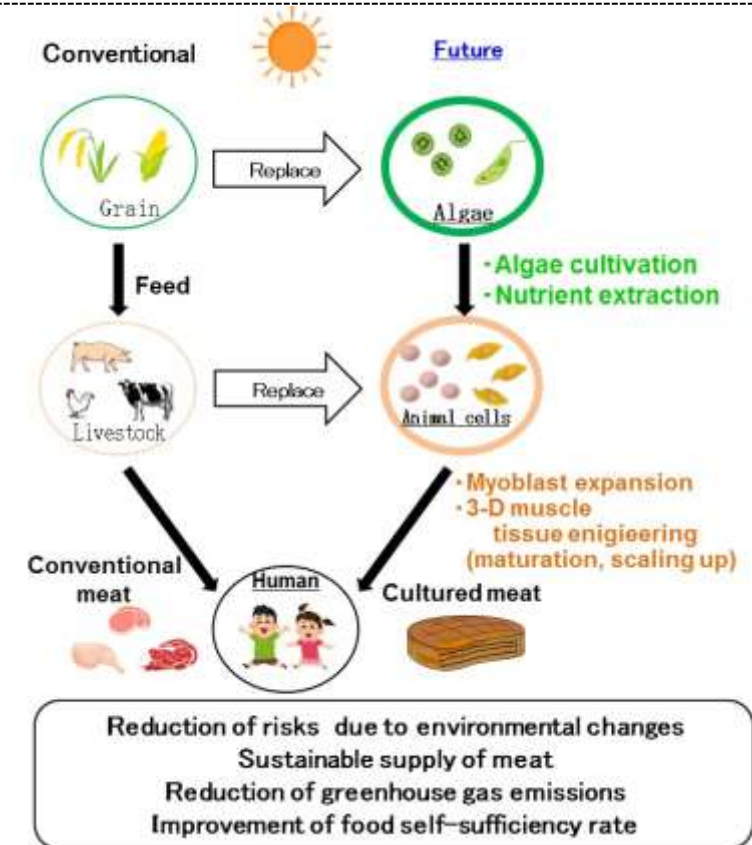 Conventional
Future
Grain
Replace
Algae
Feed
・Algae cultivation
・Nutrient extraction
Livestock
Replace
Animal cells
・Myoblast expansion
・3-D muscle
tissue enigieering
(maturation, scaling up)
Conventional
meat
Human
Cultured meat
Reduction of risks due to environmental changes
Sustainable supply of meat
Reduction of greenhouse gas emissions
Improvement of food self-sufficiency rate